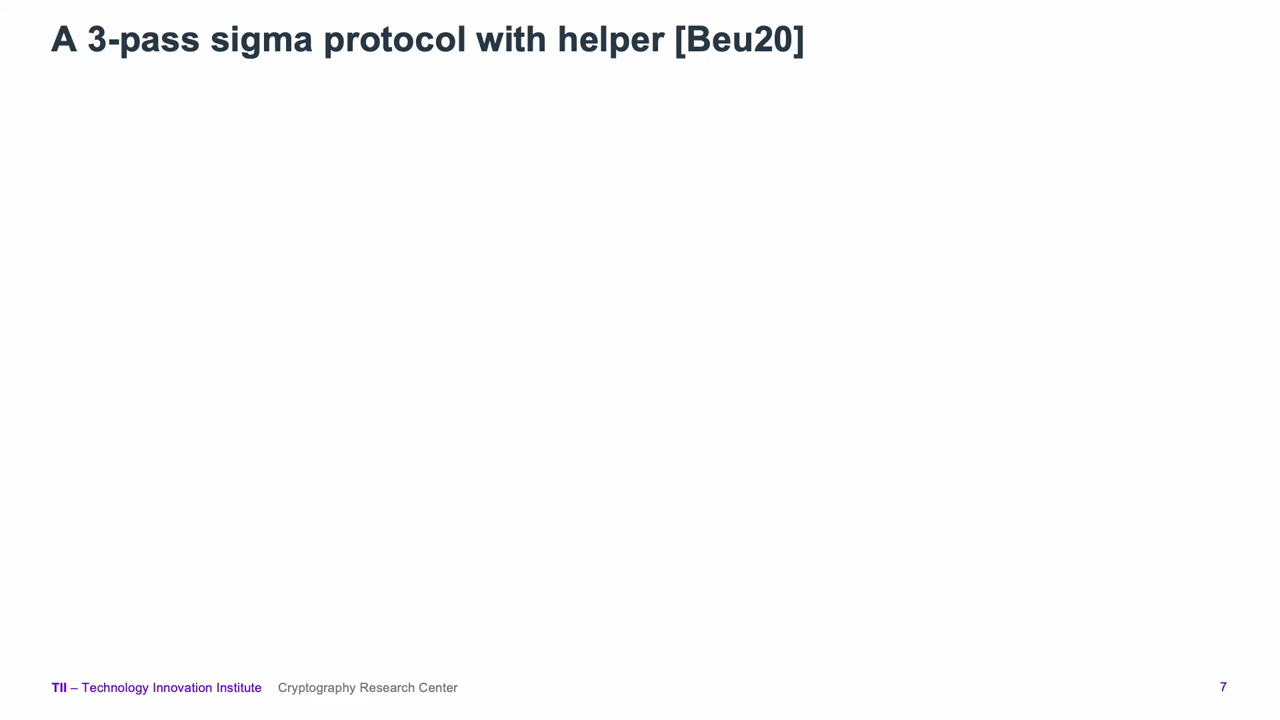 A 3-pass sigma protocol with helper [Beu20]
TII – Technology Innovation Institute Cryptography Research Center 7